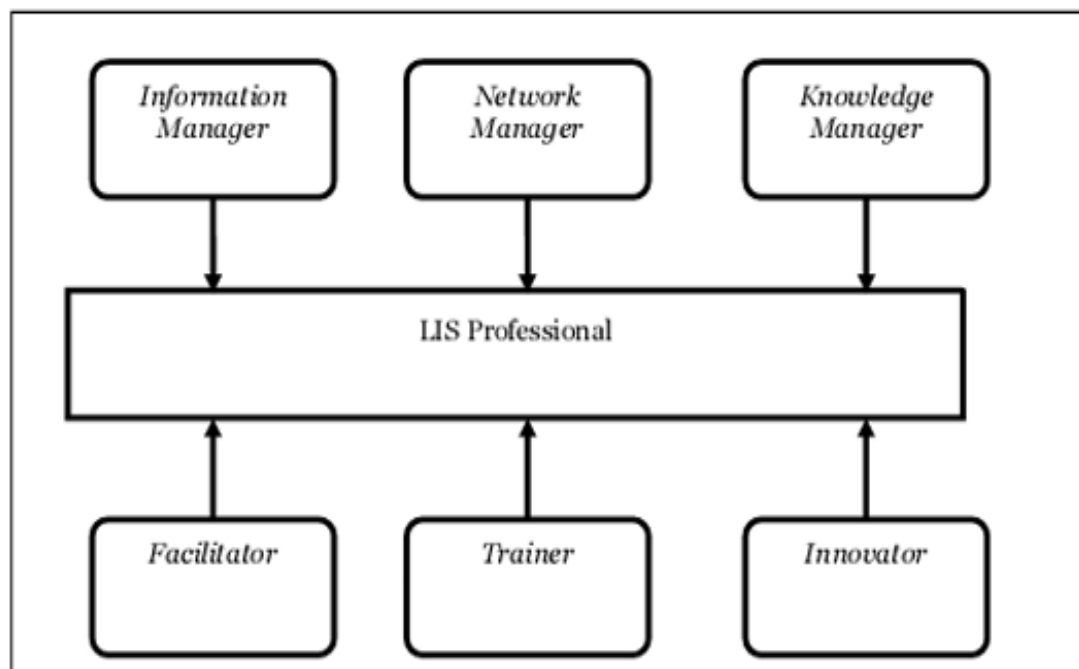 Information
Manager
Network
Manager
Knowledge
Manager
LIS Professional
Facilitator
Trainer
Innovator